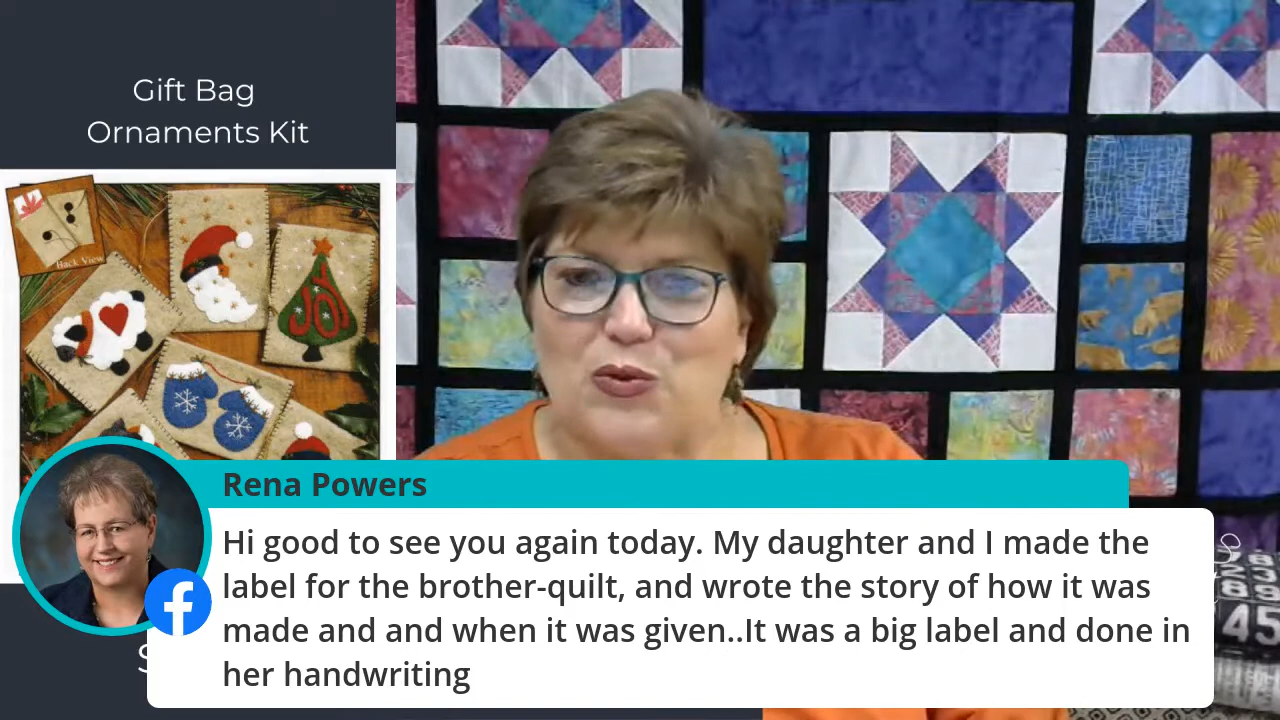 Gift Bag
Ornaments Kit
Back View
JOY
Rena Powers
Hi good to see you again today. My daughter and I made the
label for the brother-quilt, and wrote the story of how it was
made and and when it was given..It was a big label and done in
her handwriting
45